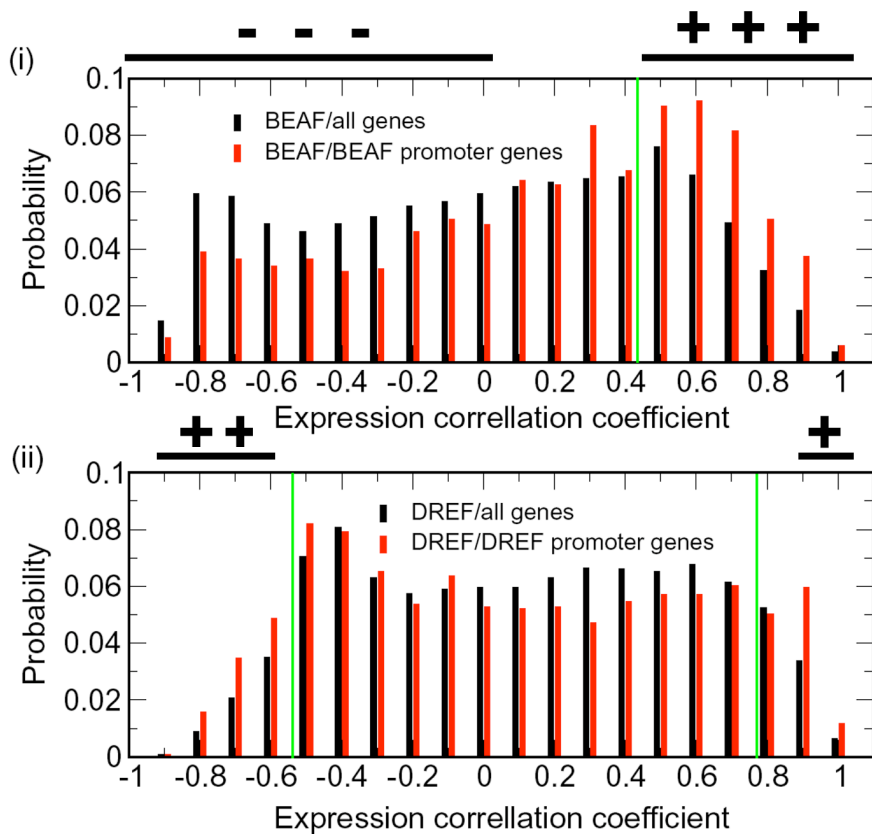 - - - + + +
(i)
0.1
BEAF/all genes
0.08
BEAF/BEAF promoter genes
0.06
Probability
0.04
0.02
0
-1 -0.8 -0.6 -0.4 -0.2 0 0.2 0.4 0.6 0.8 1
Expression correllation coefficient
+ + +
(ii)
0.1
DREF/all genes
0.08
DREF/DREF promoter genes
0.06
Probability
0.04
0.02
0
-1 -0.8 -0.6 -0.4 -0.2 0 0.2 0.4 0.6 0.8 1
Expression correllation coefficient